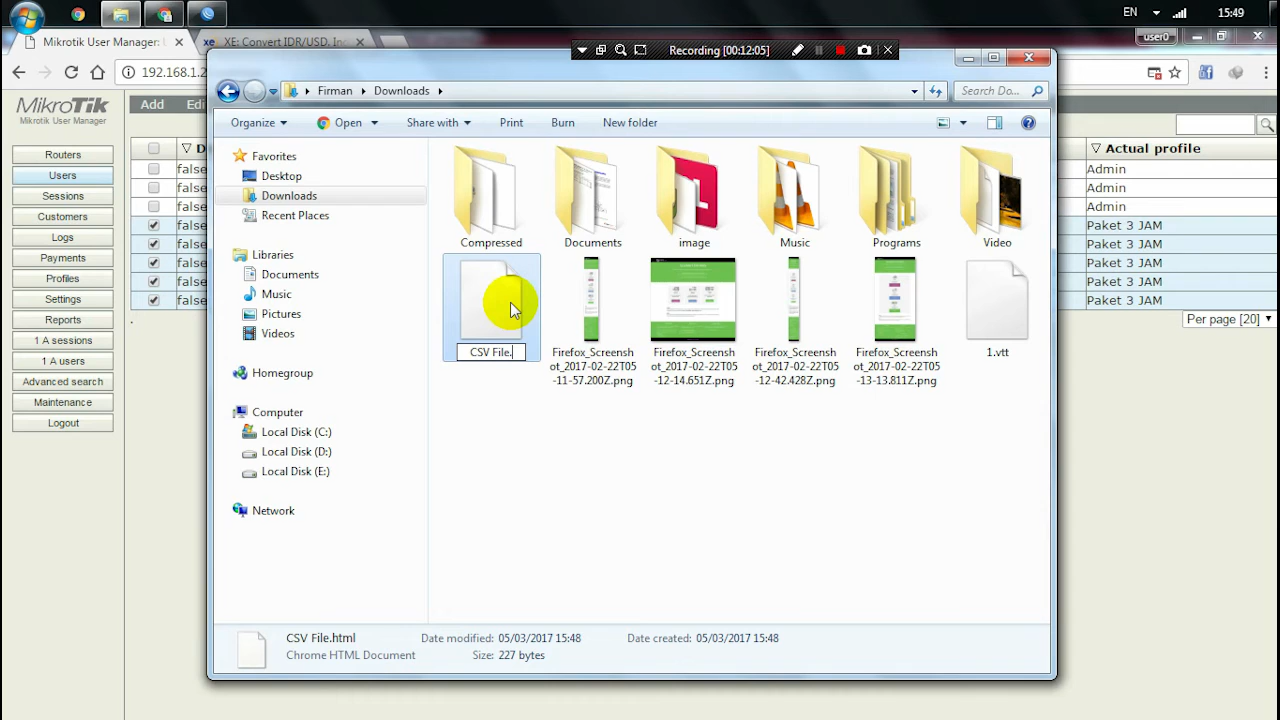 EN
15:49
Mikrotik User Manager:
XE: Convert IDR/USD. In
user0
Recording [00:12:05]
192.168.1.2
Firman
Downloads
Search Do...
MikroTik
Mikrotik User Manager
Add
Edi
Organize
Open
Share with
Print
Burn
New folder
Routers
Users
Sessions
Customers
Logs
Payments
Profiles
Settings
Reports
1 A sessions
1 A users
Advanced search
Maintenance
Logout
▽ D
false
false
false
false
false
false
false
false
Favorites
Desktop
Downloads
Recent Places
Libraries
Documents
Music
Pictures
Videos
Homegroup
Computer
Local Disk (C:)
Local Disk (D:)
Local Disk (E:)
Network
Compressed
Documents
image
Music
Programs
Video
CSV File.
Firefox_Screensh
ot_2017-02-22T05
-11-57.200Z.png
Firefox_Screensh
ot_2017-02-22T05
-12-14.651Z.png
Firefox_Screensh
ot_2017-02-22T05
-12-42.428Z.png
Firefox_Screensh
ot_2017-02-22T05
-13-13.811Z.png
1.vtt
▽ Actual profile
Admin
Admin
Admin
Paket 3 JAM
Paket 3 JAM
Paket 3 JAM
Paket 3 JAM
Paket 3 JAM
Per page [20]
CSV File.html
Date modified: 05/03/2017 15:48
Date created: 05/03/2017 15:48
Chrome HTML Document
Size: 227 bytes